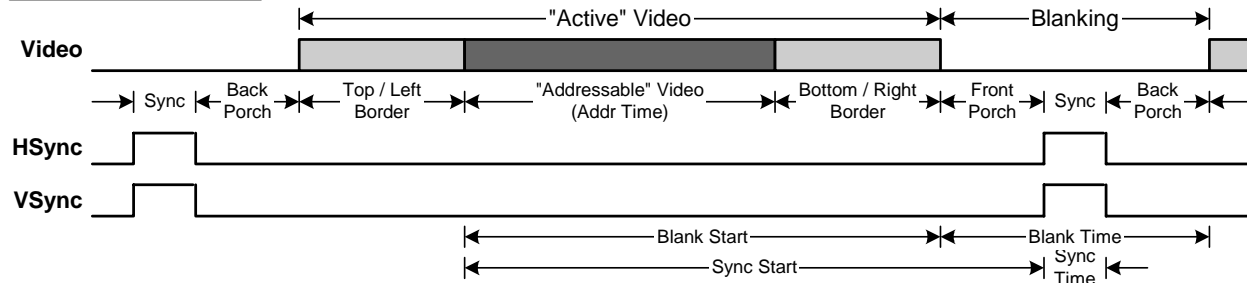 "Active" Video
Blanking
Video
Sync
Back Porch
Top / Left Border
"Addressable" Video (Addr Time)
Bottom / Right Border
Front Porch
Sync
Back Porch
HSync
VSync
Blank Start
Blank Time
Sync Start
Sync Time